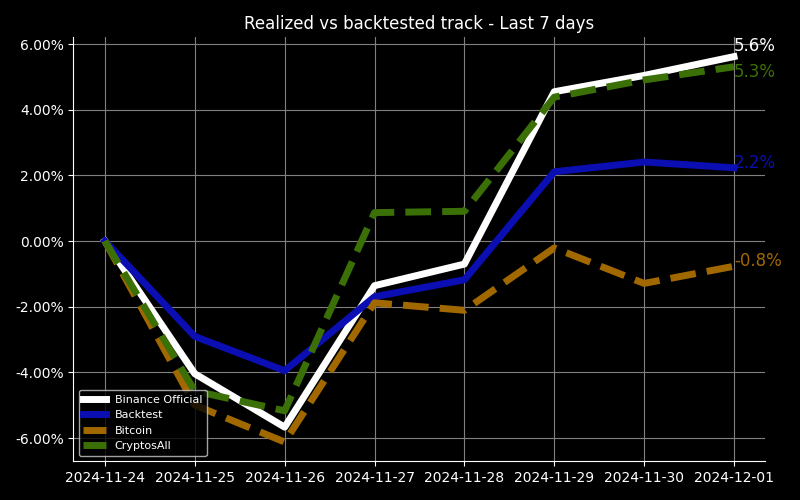 Realized vs backtested track - Last 7 days
6.00%
4.00%
2.00%
0.00%
-2.00%
-4.00%
-6.00%
5.6%
5.3%
2.2%
-0.8%
Binance Official
Backtest
Bitcoin
CryptosAll
2024-11-24 2024-11-25 2024-11-26 2024-11-27 2024-11-28 2024-11-29 2024-11-30 2024-12-01